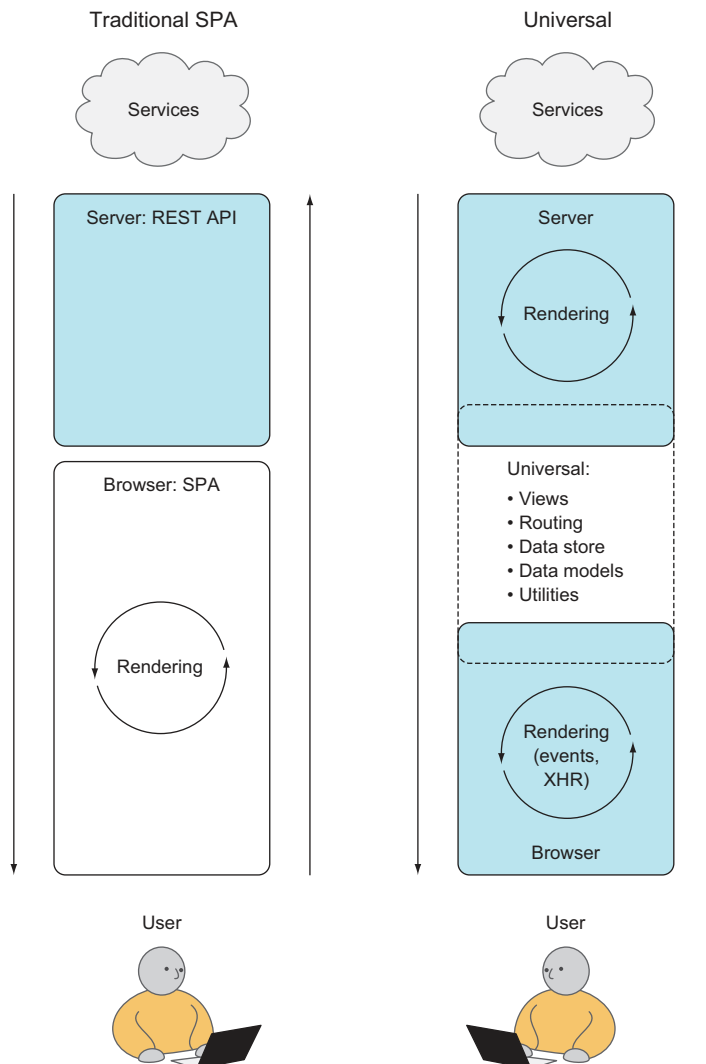 Traditional SPA
Services
Server: REST API
Browser: SPA
Rendering
User
Universal
Services
Server
Rendering
Universal:
• Views
• Routing
• Data store
• Data models
• Utilities
Rendering
(events,
XHR)
Browser
User